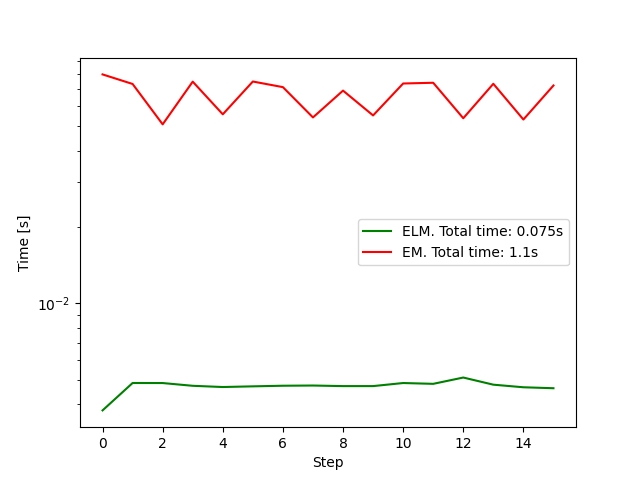 Time [s]
10⁻²
ELM. Total time: 0.075s
EM. Total time: 1.1s
0 2 4 6 8 10 12 14
Step